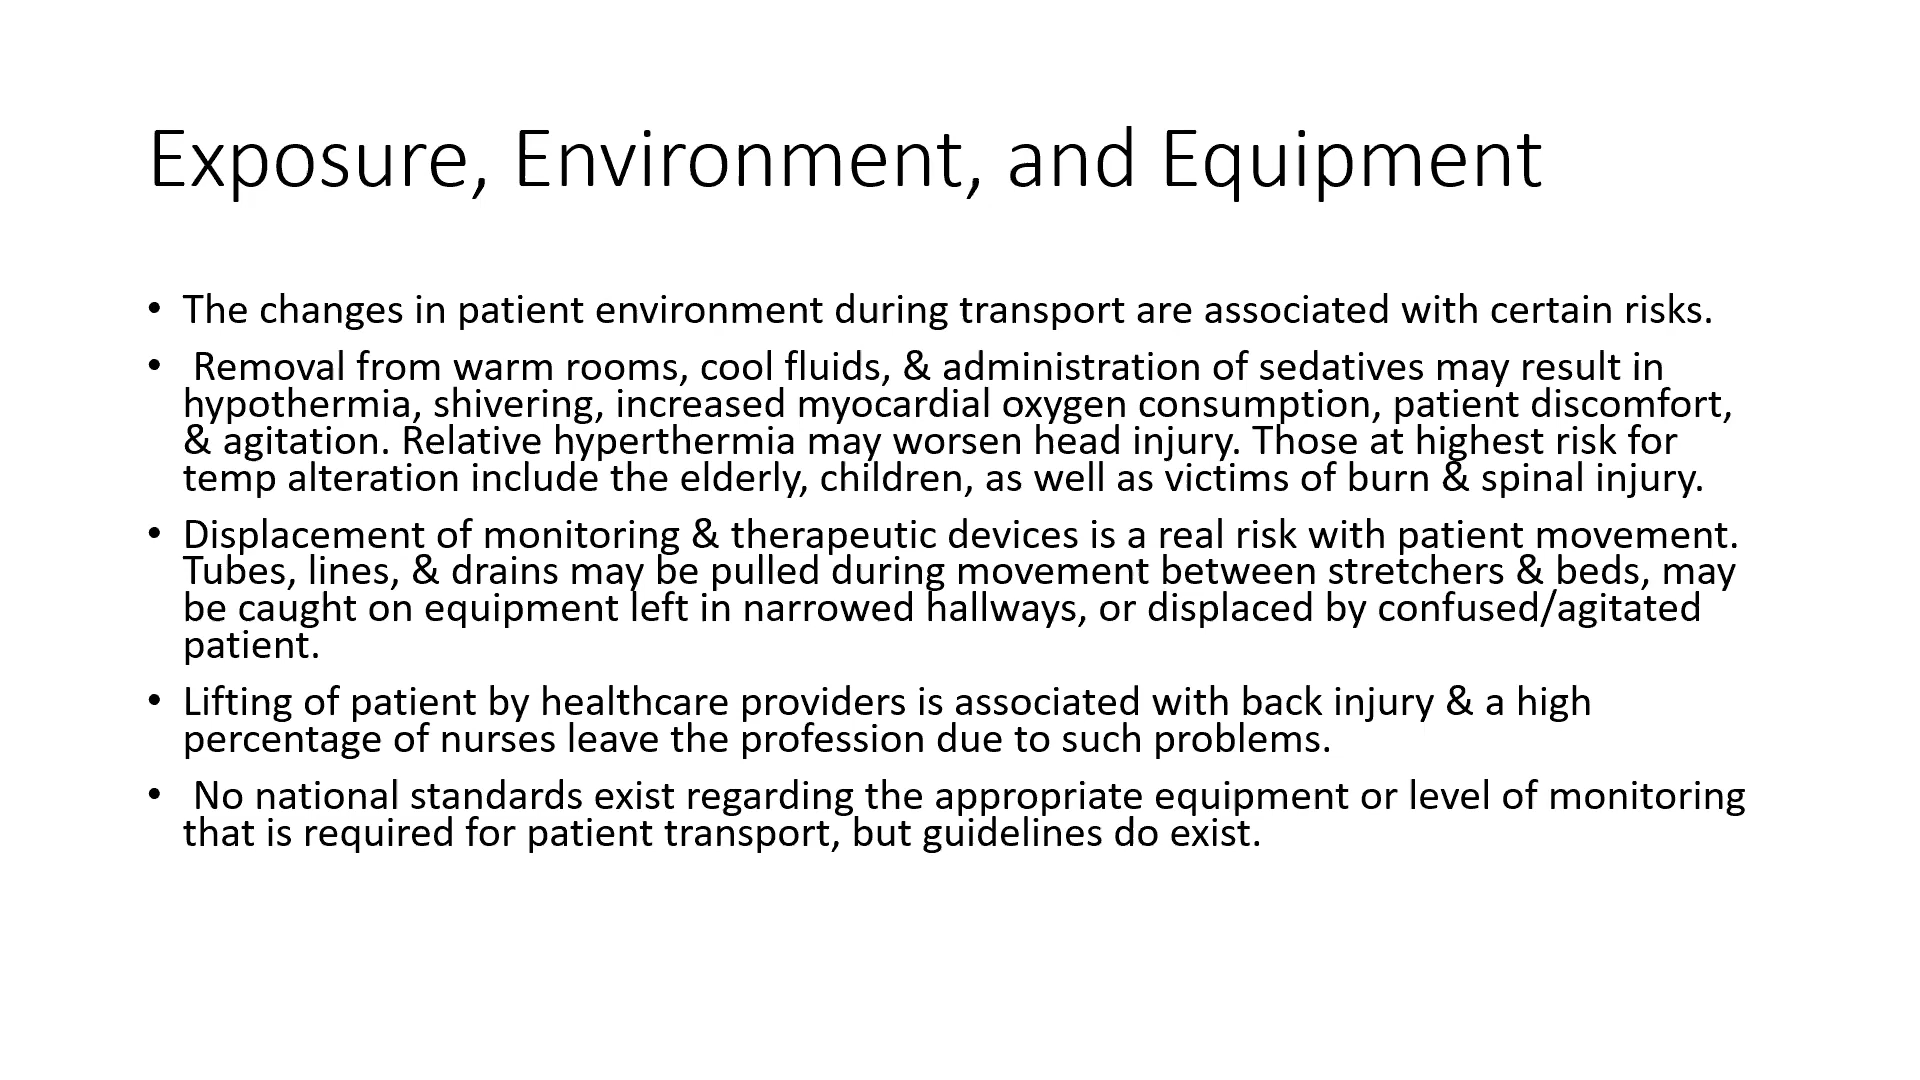 Exposure, Environment, and Equipment
• The changes in patient environment during transport are associated with certain risks.
• Removal from warm rooms, cool fluids, & administration of sedatives may result in
hypothermia, shivering, increased myocardial oxygen consumption, patient discomfort,
& agitation. Relative hyperthermia may worsen head injury. Those at highest risk for
temp alteration include the elderly, children, as well as victims of burn & spinal injury.
• Displacement of monitoring & therapeutic devices is a real risk with patient movement.
Tubes, lines, & drains may be pulled during movement between stretchers & beds, may
be caught on equipment left in narrowed hallways, or displaced by confused/agitated
patient.
• Lifting of patient by healthcare providers is associated with back injury & a high
percentage of nurses leave the profession due to such problems.
• No national standards exist regarding the appropriate equipment or level of monitoring
that is required for patient transport, but guidelines do exist.